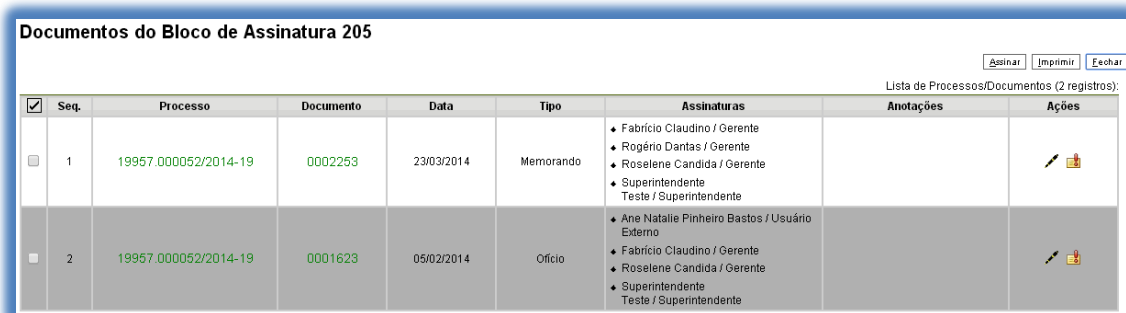 Documentos do Bloco de Assinatura 205
Assinar Imprimir Fechar
Lista de Processos/Documentos (2 registros):
Seq. Processo Documento Data Tipo Assinaturas Anotações Ações
1 19957.000052/2014-19 0002253 23/03/2014 Memorando
Fabrício Claudino / Gerente
Rogério Dantas / Gerente
Roselene Candida / Gerente
Superintendente
Teste / Superintendente
2 19957.000052/2014-19 0001623 05/02/2014 Ofício
Ane Natalie Pinheiro Bastos / Usuário
Externo
Fabrício Claudino / Gerente
Roselene Candida / Gerente
Superintendente
Teste / Superintendente